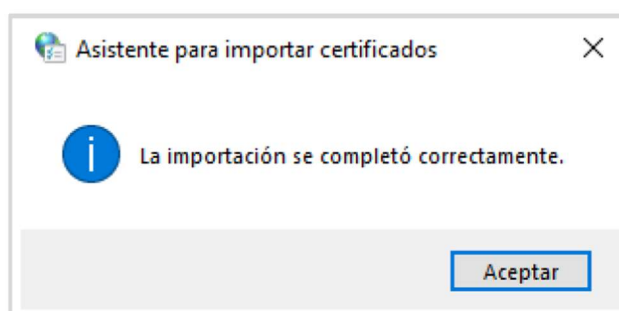 Asistente para importar certificados
La importación se completó correctamente.
Aceptar